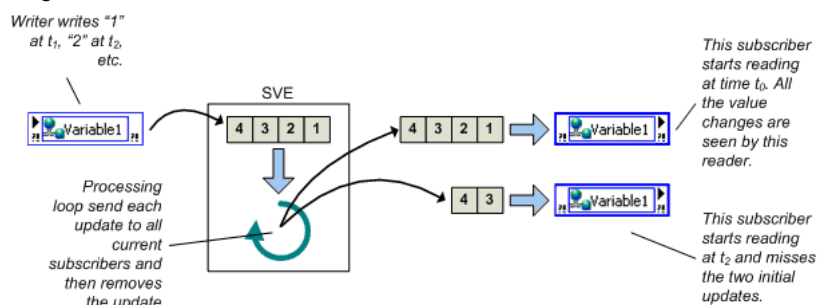 Writer writes “1”
at t1, “2” at t2,
etc.
SVE
Variable1
4 3 2 1
4 3 2 1
Variable1
This subscriber
starts reading
at time t0. All
the value
changes are
seen by this
reader.
Processing
loop send each
update to all
current
subscribers and
then removes
the update
4 3
Variable1
This subscriber
starts reading
at t2 and misses
the two initial
updates.